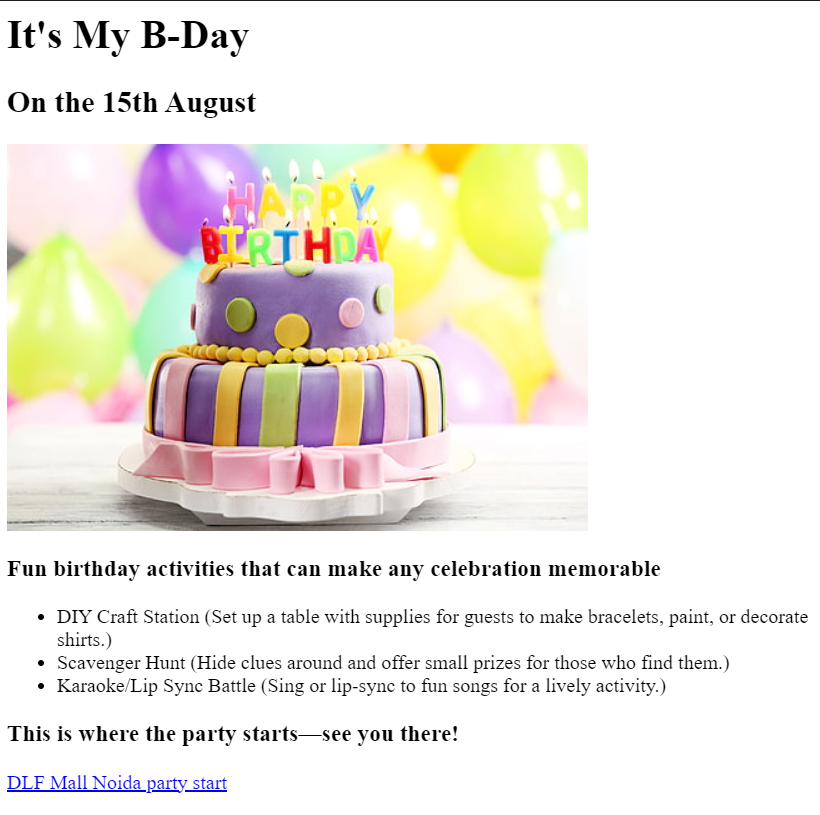 It's My B-Day
On the 15th August
HAPPY
BIRTHDAY
Fun birthday activities that can make any celebration memorable
• DIY Craft Station (Set up a table with supplies for guests to make bracelets, paint, or decorate
shirts.)
• Scavenger Hunt (Hide clues around and offer small prizes for those who find them.)
• Karaoke/Lip Sync Battle (Sing or lip-sync to fun songs for a lively activity.)
This is where the party starts—see you there!
DLF Mall Noida party start